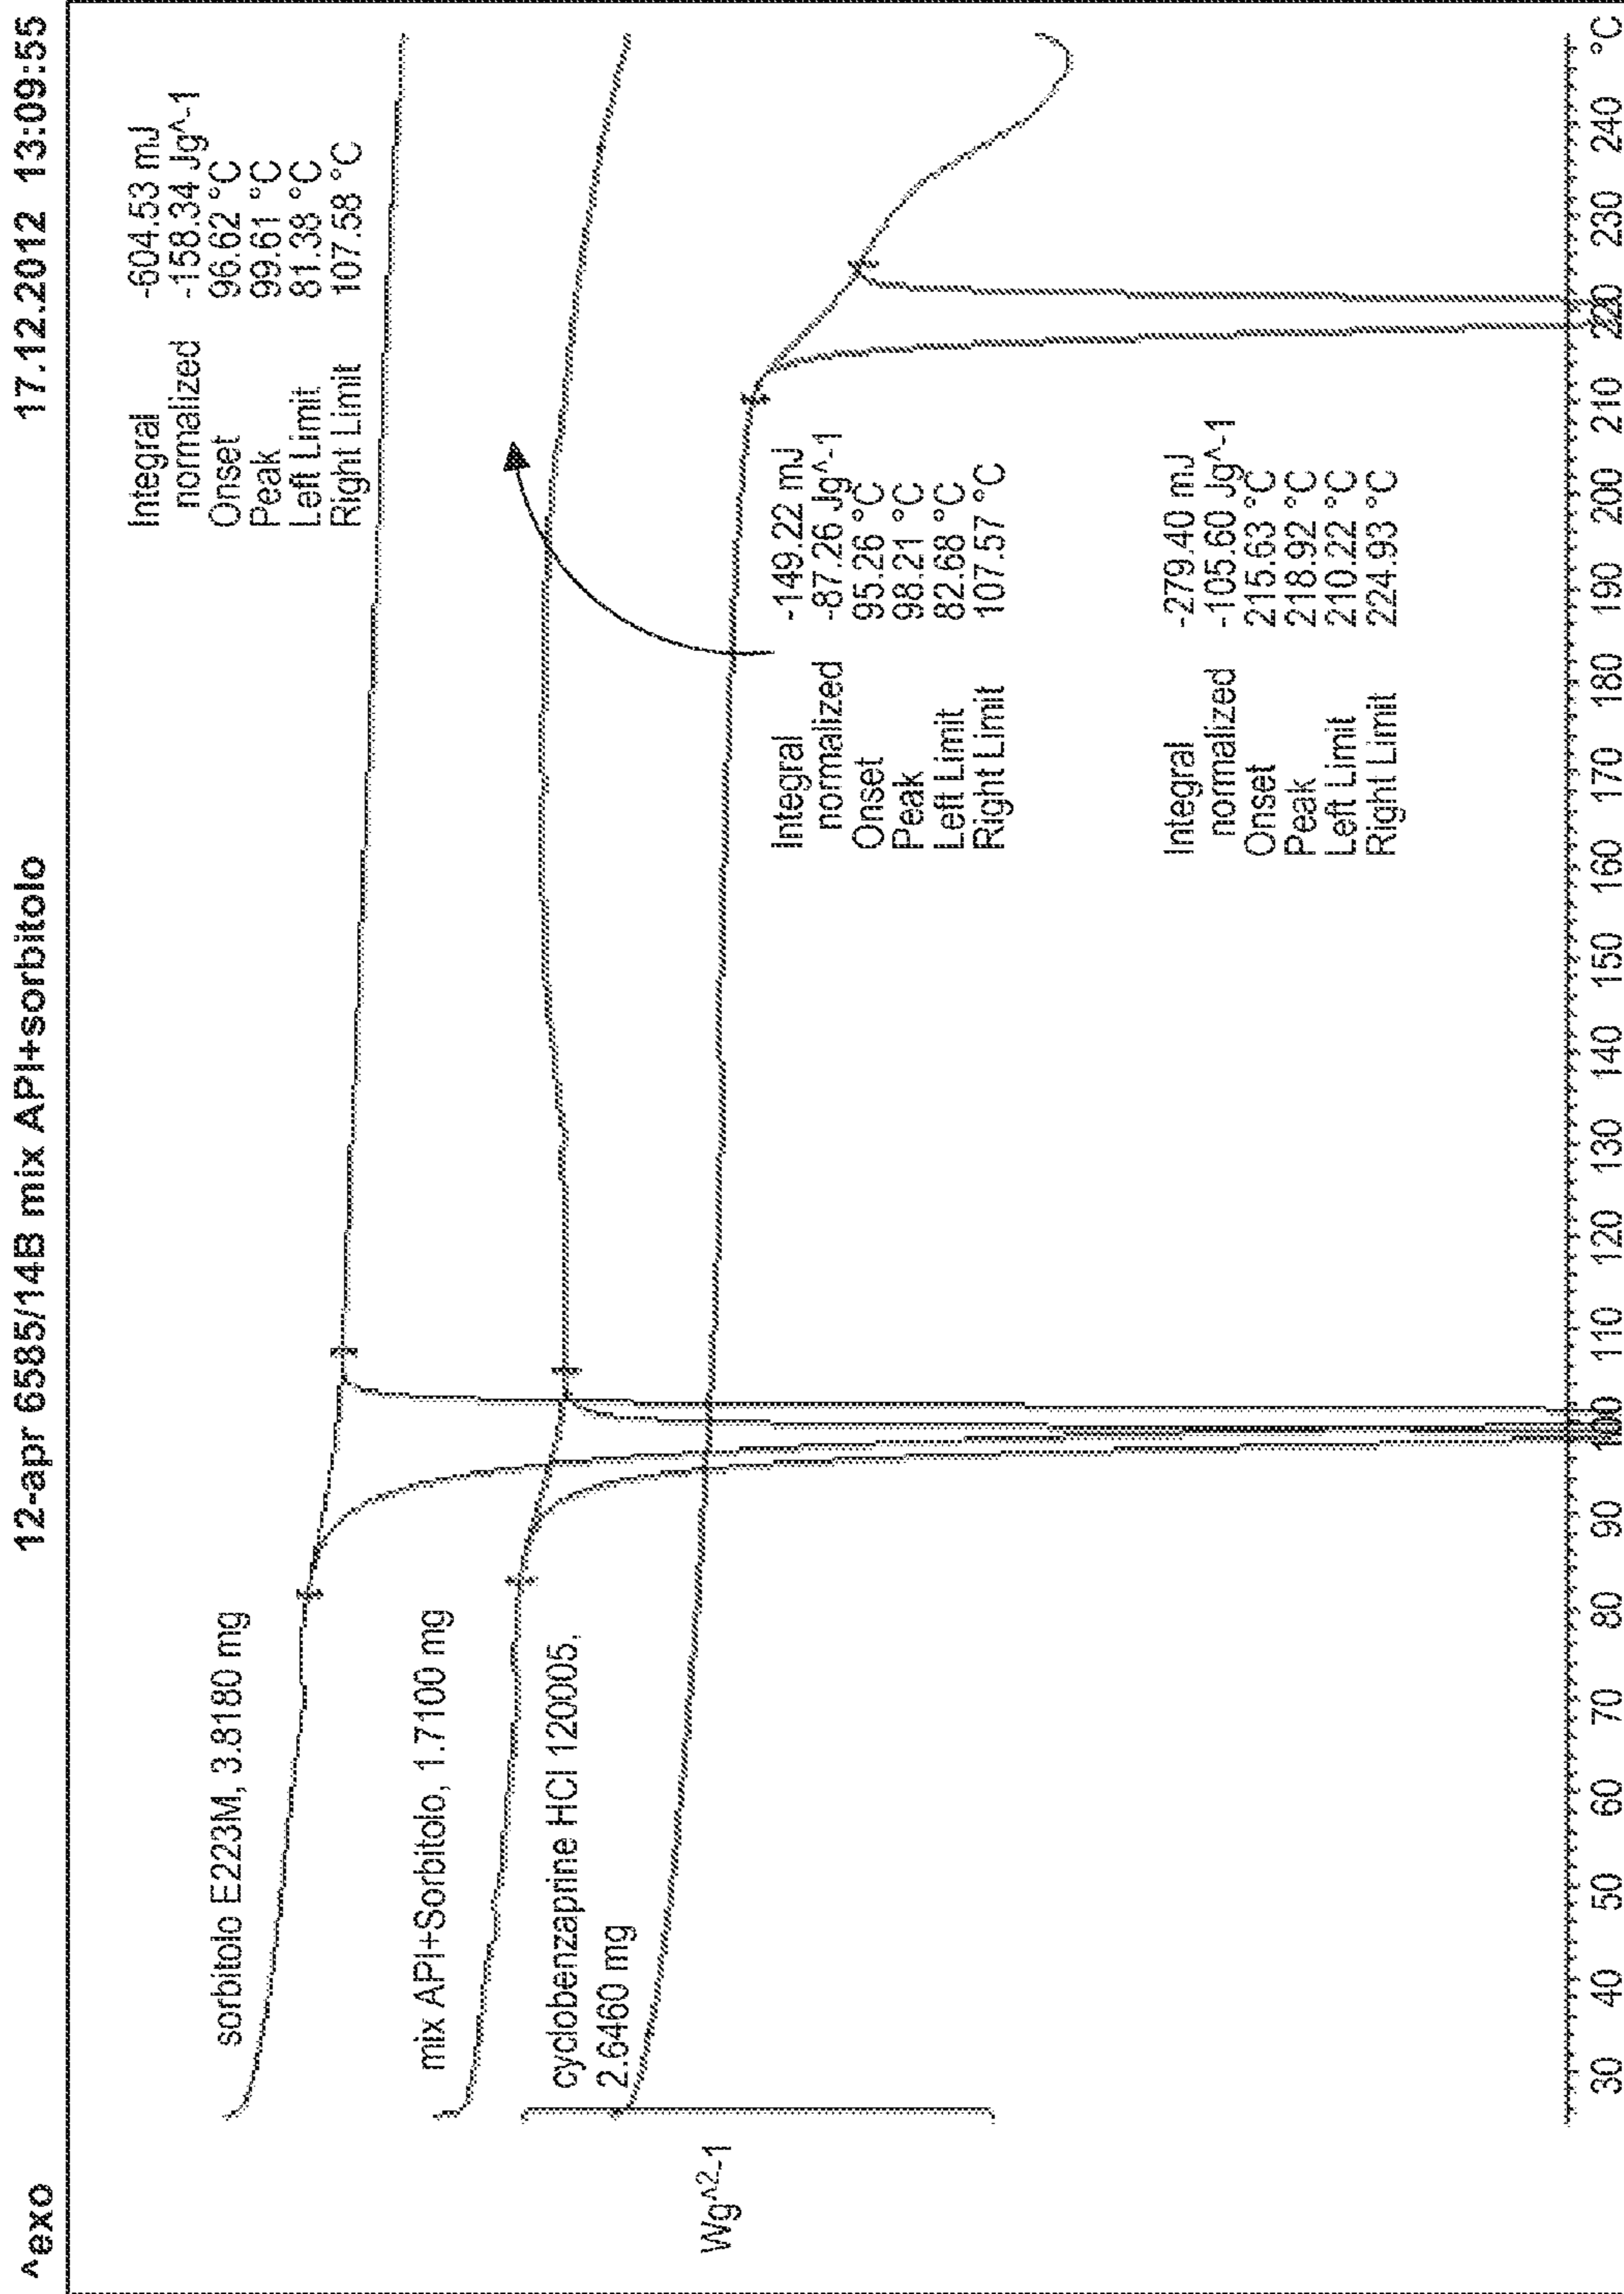 ^exo 12-apr 6585/14B mix API+sorbitolo 17.12.2012 13:09:55
sorbitolo E223M, 3.8180 mg
Integral -604.53 mJ
normalized -158.34 Jg^-1
Onset 96.62 °C
Peak 99.61 °C
Left Limit 81.38 °C
Right Limit 107.58 °C
mix API+Sorbitolo, 1.7100 mg
cyclobenzaprine HCl 120005,
2.6460 mg
Wg^2-1
Integral -149.22 mJ
normalized -87.26 Jg^-1
Onset 95.26 °C
Peak 98.21 °C
Left Limit 82.68 °C
Right Limit 107.57 °C
Integral -279.40 mJ
normalized -105.60 Jg^-1
Onset 215.63 °C
Peak 218.92 °C
Left Limit 210.22 °C
Right Limit 224.93 °C
30 40 50 60 70 80 90 100 110 120 130 140 150 160 170 180 190 200 210 220 230 240 °C